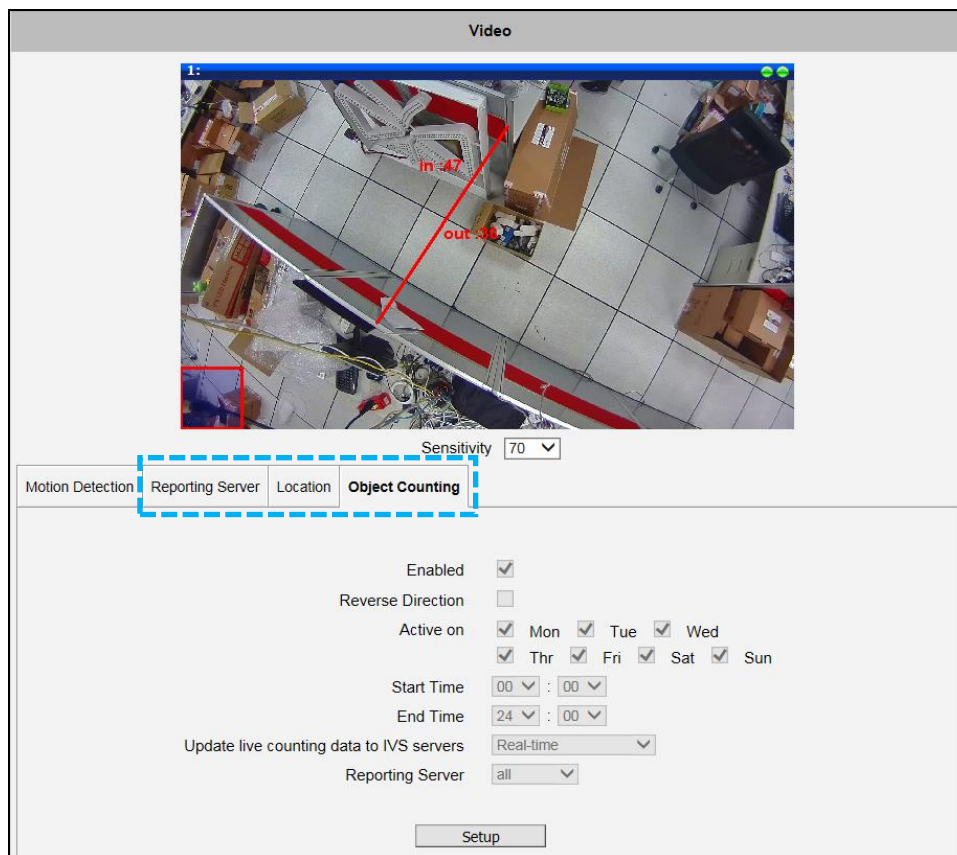 Video
1:
in :47
out :38
Sensitivity 70
Motion Detection Reporting Server Location Object Counting
Enabled
Reverse Direction
Active on Mon Tue Wed
Thr Fri Sat Sun
Start Time 00 : 00
End Time 24 : 00
Update live counting data to IVS servers Real-time
Reporting Server all
Setup